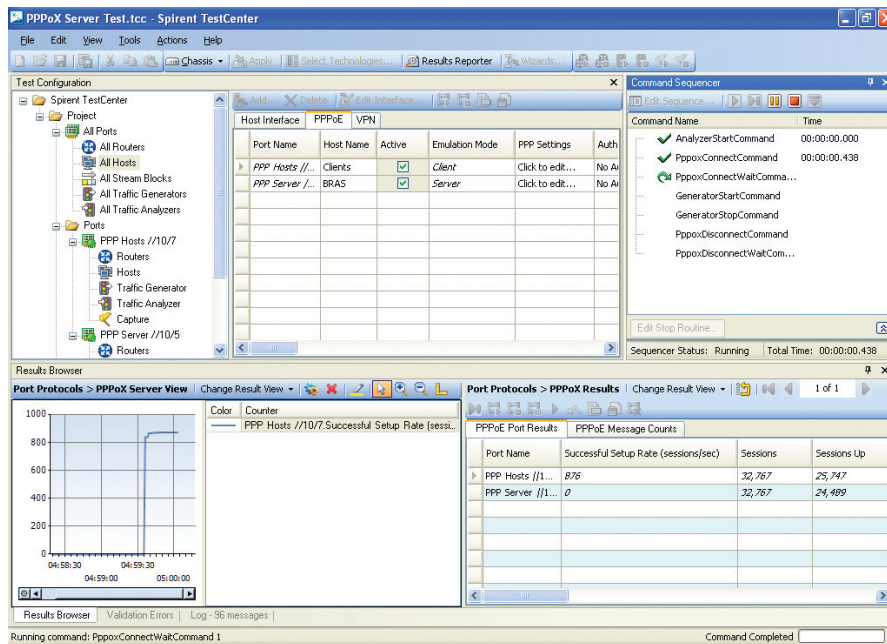 PPPoX Server Test.tcc - Spirent TestCenter
File Edit View Tools Actions Help
Chassis Apply Select Technologies... Results Reporter Wizards...
Test Configuration
Spirent TestCenter
Project
All Ports
All Routers
All Hosts
All Stream Blocks
All Traffic Generators
All Traffic Analyzers
Ports
PPP Hosts //10/7
Routers
Hosts
Traffic Generator
Traffic Analyzer
Capture
PPP Server //10/5
Routers
Add... Delete Edit Interface...
Host Interface PPPoE VPN
Port Name Host Name Active Emulation Mode PPP Settings Auth
PPP Hosts //... Clients Client Click to edit... No Au
PPP Server /... BRAS Server Click to edit... No Au
Command Sequencer
Edit Sequence...
Command Name Time
AnalyzerStartCommand 00:00:00.000
PppoxConnectCommand 00:00:00.438
PppoxConnectWaitComma...
GeneratorStartCommand
GeneratorStopCommand
PppoxDisconnectCommand
PppoxDisconnectWaitCom...
Edit Stop Routine...
Sequencer Status: Running Total Time: 00:00:00.438
Results Browser
Port Protocols > PPPoX Server View Change Result View
1000
800
600
400
200
0
04:58:30 04:59:30
04:59:00 05:00:00
Color Counter
PPP Hosts //10/7.Successful Setup Rate (sessi...
Port Protocols > PPPoX Results Change Result View 1 of 1
PPPoE Port Results PPPoE Message Counts
Port Name Successful Setup Rate (sessions/sec) Sessions Sessions Up
PPP Hosts //1... 876 32,767 25,747
PPP Server //1... 0 32,767 24,489
Results Browser Validation Errors Log - 96 messages
Running command: PppoxConnectWaitCommand 1 Command Completed